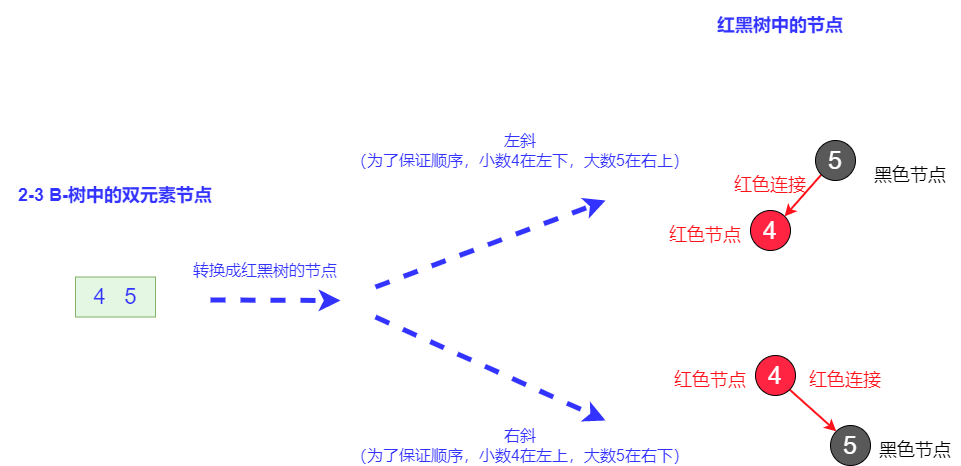 红黑树中的节点
左斜
（为了保证顺序，小数4在左下，大数5在右上）
5
黑色节点
红色连接
2-3 B-树中的双元素节点
红色节点
4
转换成红黑树的节点
4 5
红色节点
4
红色连接
右斜
（为了保证顺序，小数4在左上，大数5在右下）
5
黑色节点